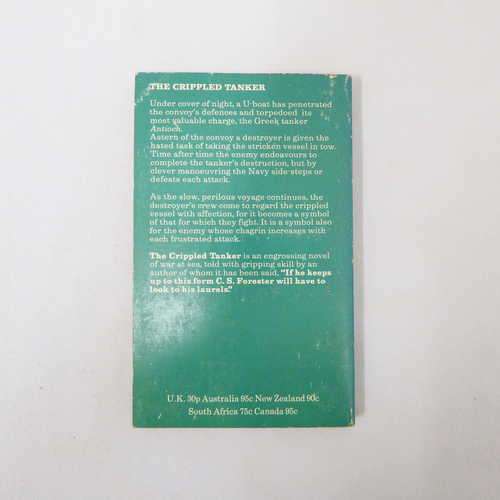 THE CRIPPLED TANKER
Under cover of night, a U-boat has penetrated
the convoy's defences and torpedoed its
most valuable charge, the Greek tanker
Antioch.
Astern of the convoy a destroyer is given the
hated task of taking the stricken vessel in tow.
Time after time the enemy endeavours to
complete the tanker's destruction, but by
clever manoeuvring the Navy side-steps or
defeats each attack.
As the slow, perilous voyage continues, the
destroyer's crew come to regard the crippled
vessel with affection, for it becomes a symbol
of that for which they fight. It is a symbol also
for the enemy whose chagrin increases with
each frustrated attack.
The Crippled Tanker is an engrossing novel
of war at sea, told with gripping skill by an
author of whom it has been said, "If he keeps
up to this form C. S. Forester will have to
look to his laurels."
U.K. 30p Australia 95c New Zealand 90c
South Africa 75c Canada 95c